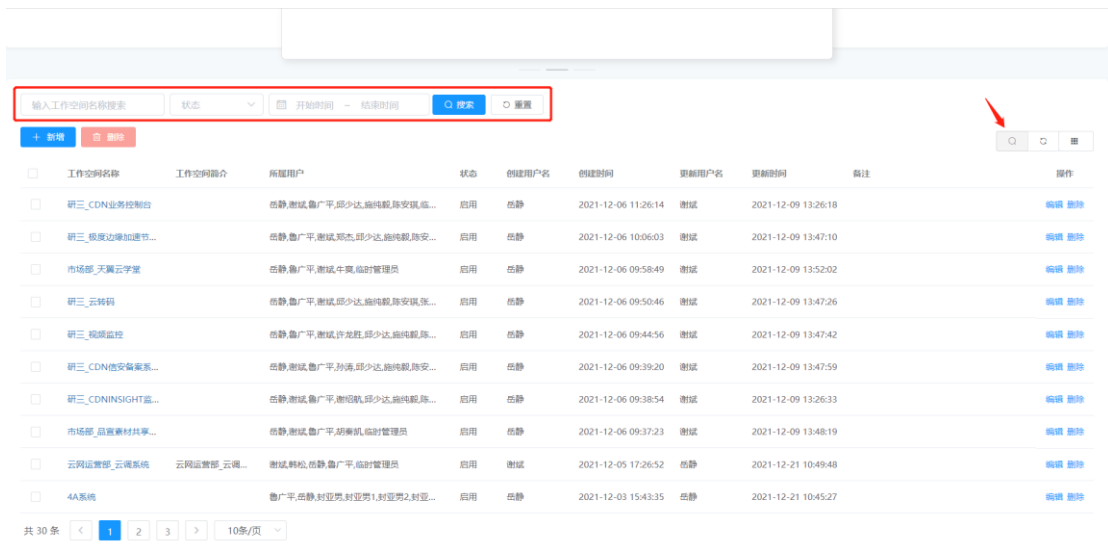 输入工作空间名称搜索 状态 开始时间 ~ 结束时间 搜索 重置
+ 新增 删除
工作空间名称 工作空间简介 所属用户 状态 创建用户名 创建时间 更新用户名 更新时间 备注 操作
研三_CDN业务控制台 岳静,谢斌,鲁广平,邱少达,施纯毅,陈安琪,临... 启用 岳静 2021-12-06 11:26:14 谢斌 2021-12-09 13:26:18 编辑 删除
研三_极度边缘加速节... 岳静,鲁广平,谢斌,郑杰,邱少达,施纯毅,陈安... 启用 岳静 2021-12-06 10:06:03 谢斌 2021-12-09 13:47:10 编辑 删除
市场部_天翼云学堂 岳静,鲁广平,谢斌,牛爽,临时管理员 启用 岳静 2021-12-06 09:58:49 谢斌 2021-12-09 13:52:02 编辑 删除
研三_云转码 岳静,鲁广平,谢斌,邱少达,施纯毅,陈安琪,张... 启用 岳静 2021-12-06 09:50:46 谢斌 2021-12-09 13:47:26 编辑 删除
研三_视频监控 岳静,鲁广平,谢斌,许龙胜,邱少达,施纯毅,陈... 启用 岳静 2021-12-06 09:44:56 谢斌 2021-12-09 13:47:42 编辑 删除
研三_CDN信安备案系... 岳静,谢斌,鲁广平,孙涛,邱少达,施纯毅,陈安... 启用 岳静 2021-12-06 09:39:20 谢斌 2021-12-09 13:47:59 编辑 删除
研三_CDNINSIGHT监... 岳静,谢斌,鲁广平,谢绍航,邱少达,施纯毅,陈... 启用 岳静 2021-12-06 09:38:54 谢斌 2021-12-09 13:26:33 编辑 删除
市场部_品宣素材共享... 岳静,谢斌,鲁广平,胡秦凯,临时管理员 启用 岳静 2021-12-06 09:37:23 谢斌 2021-12-09 13:48:19 编辑 删除
云网运营部_云调系统 云网运营部_云调... 谢斌,韩松,岳静,鲁广平,临时管理员 启用 谢斌 2021-12-05 17:26:52 岳静 2021-12-21 10:49:48 编辑 删除
4A系统 鲁广平,岳静,封亚男,封亚男1,封亚男2,封亚... 启用 岳静 2021-12-03 15:43:35 岳静 2021-12-21 10:45:27 编辑 删除
共 30 条 < 1 2 3 > 10条/页